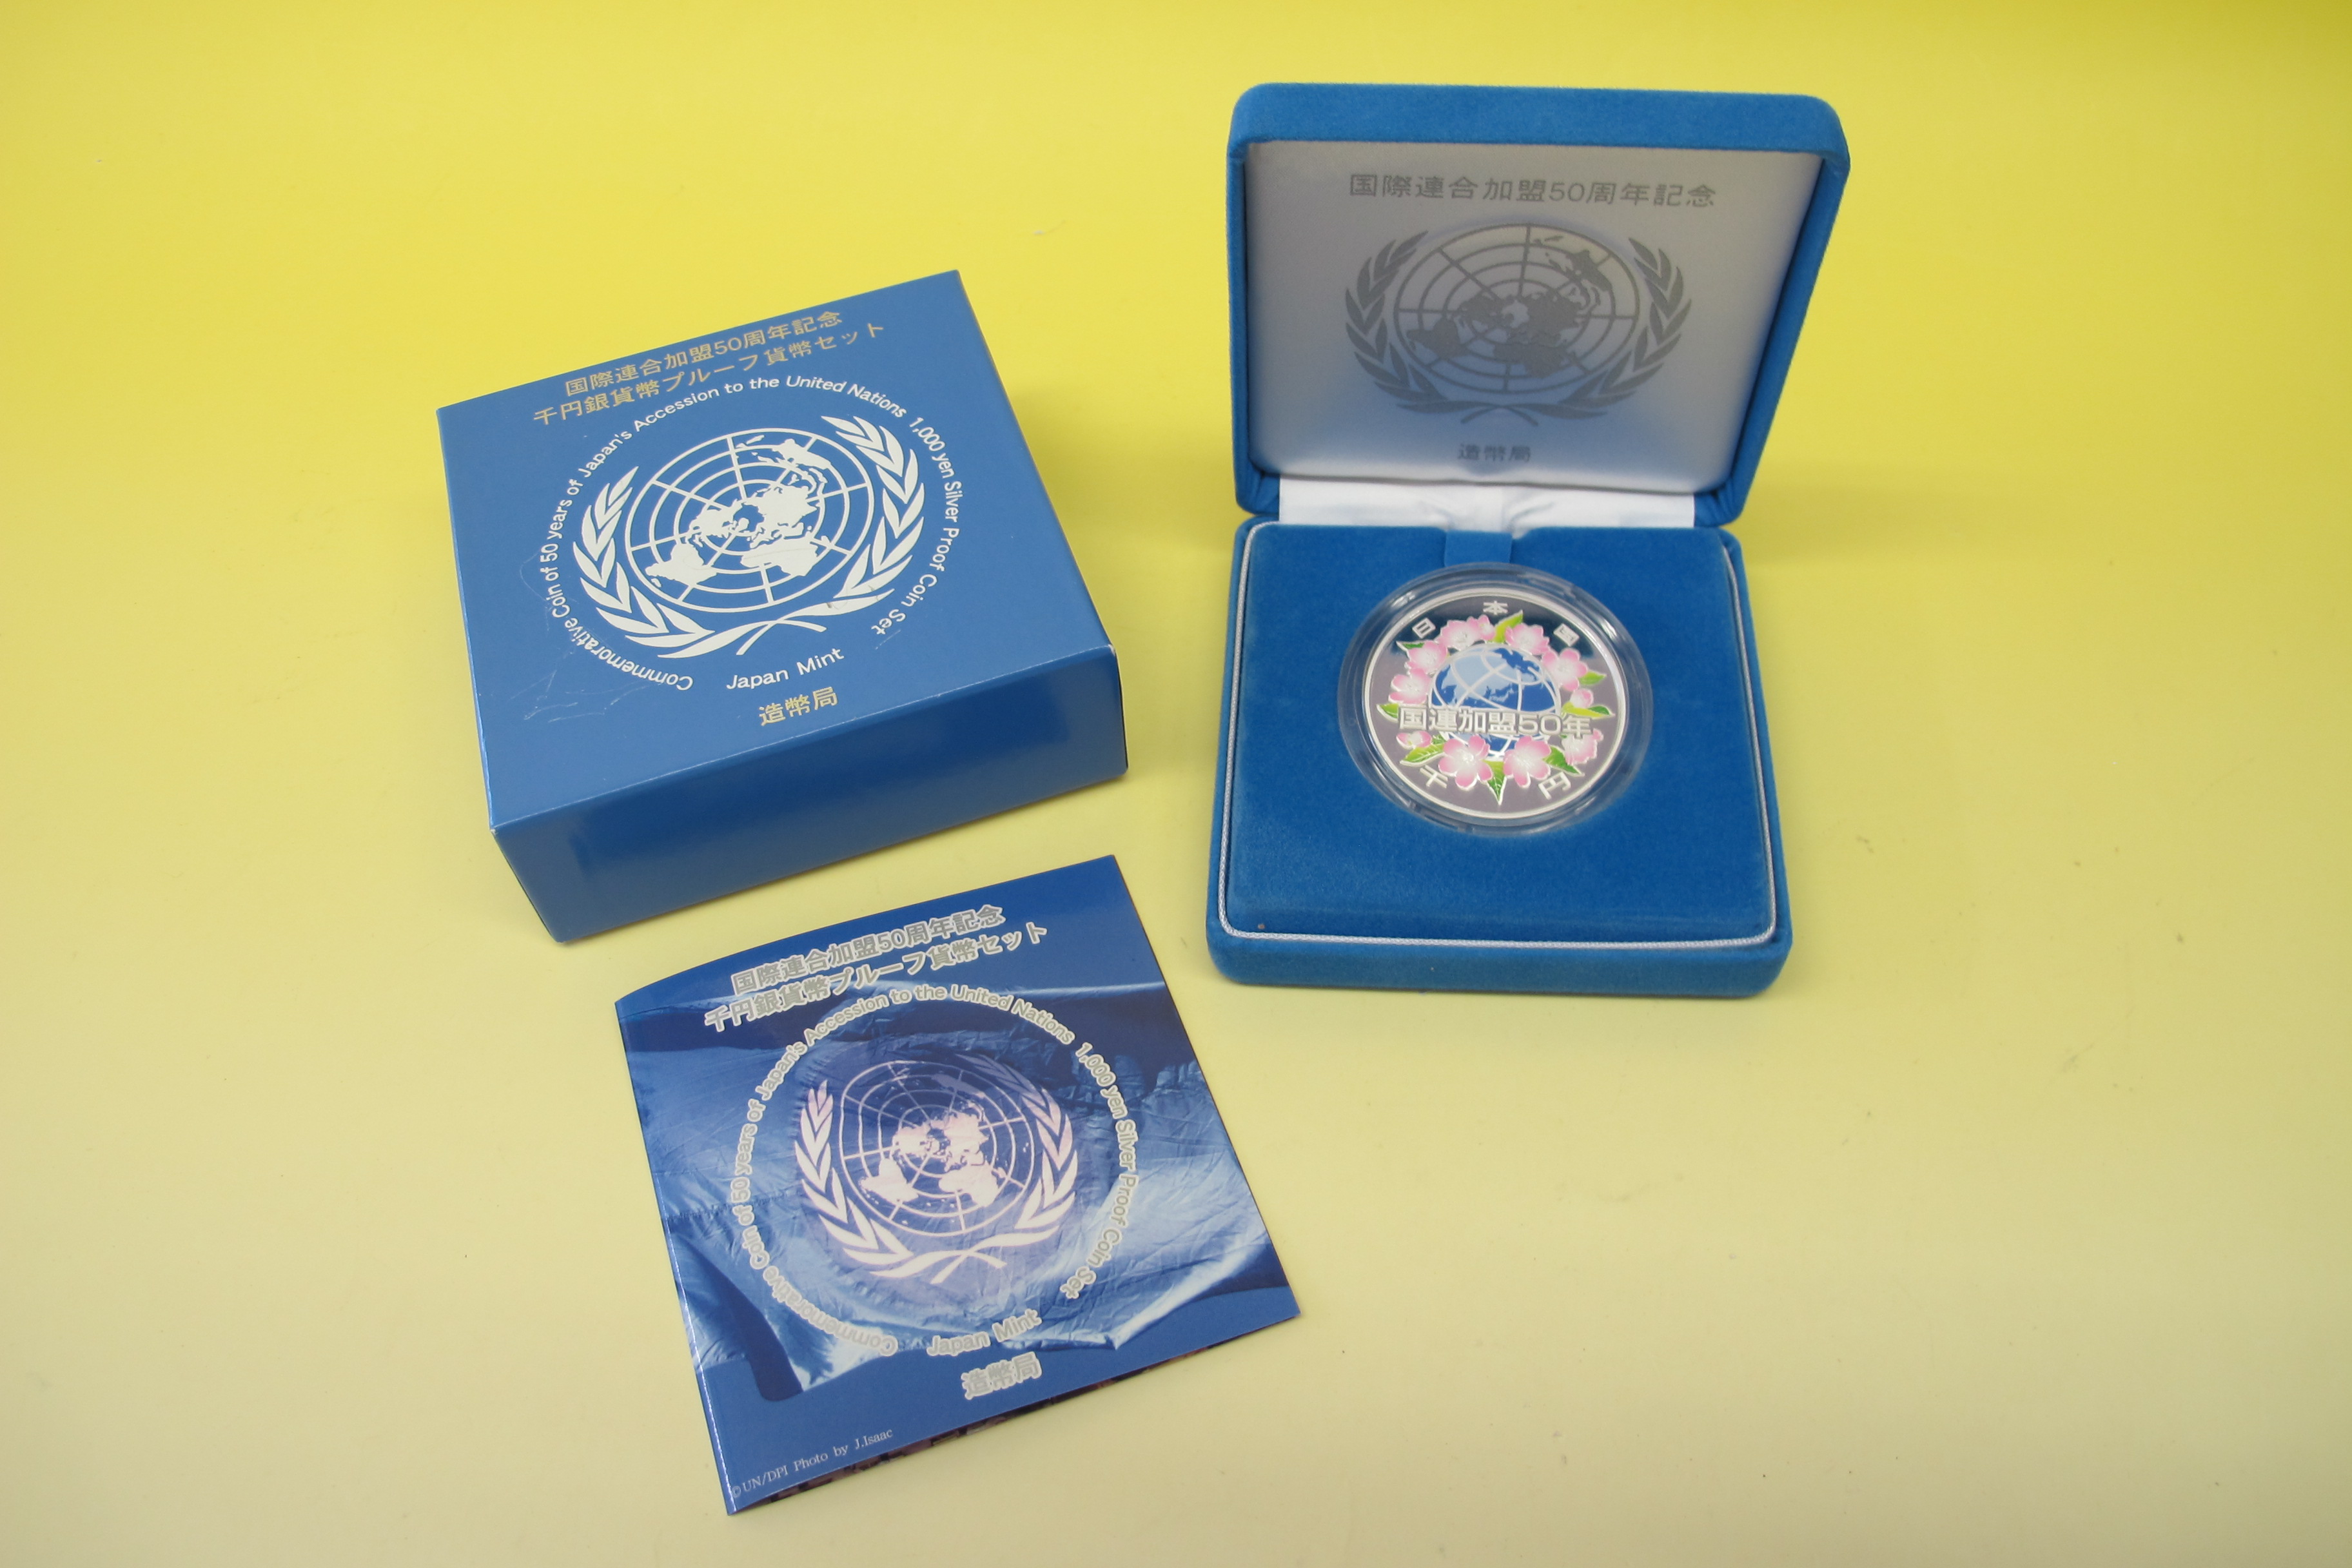 国際連合加盟50周年記念
千円銀貨幣プルーフ貨幣セット
Commemorative Coin of 50 years of Japan's Accession to the United Nations 1,000 yen Silver Proof Coin Set
Japan Mint
造幣局
国際連合加盟50周年記念
造幣局
日本国
国連加盟50年
千円
国際連合加盟50周年記念
千円銀貨幣プルーフ貨幣セット
Commemorative Coin of 50 years of Japan's Accession to the United Nations 1,000 yen Silver Proof Coin Set
Japan Mint
造幣局
©UN/DPI Photo by J.Isaac